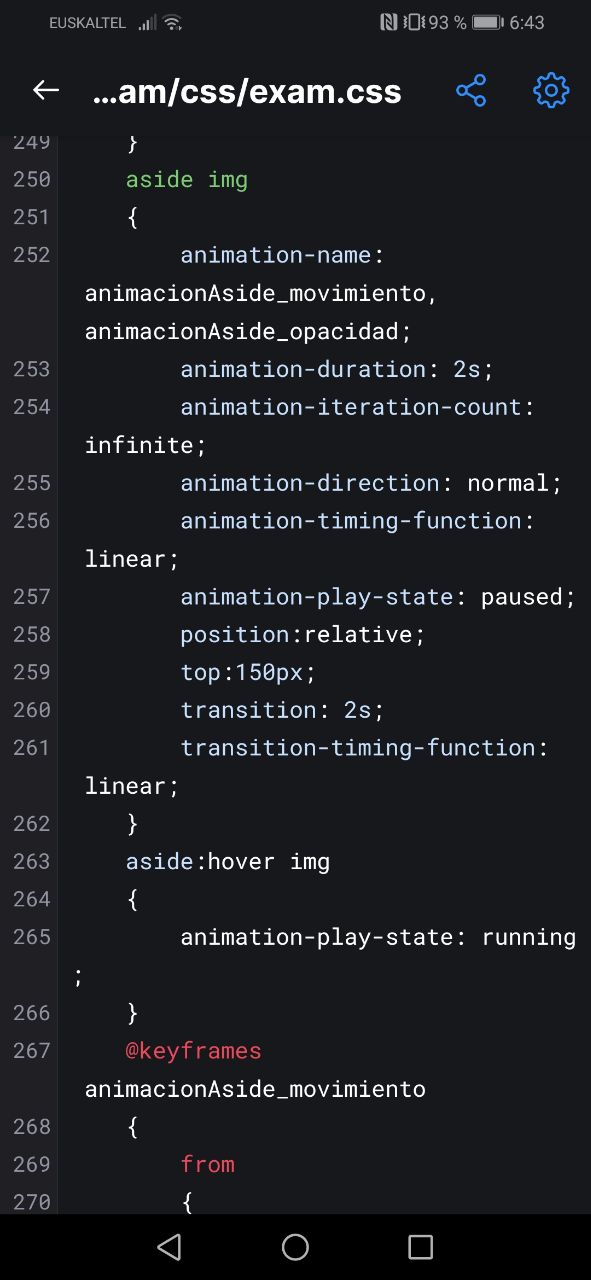 EUSKALTEL 93 % 6:43
...am/css/exam.css
249 }
250 aside img
251 {
252 animation-name:
animacionAside_movimiento,
animacionAside_opacidad;
253 animation-duration: 2s;
254 animation-iteration-count:
infinite;
255 animation-direction: normal;
256 animation-timing-function:
linear;
257 animation-play-state: paused;
258 position:relative;
259 top:150px;
260 transition: 2s;
261 transition-timing-function:
linear;
262 }
263 aside:hover img
264 {
265 animation-play-state: running
;
266 }
267 @keyframes
animacionAside_movimiento
268 {
269 from
270 {